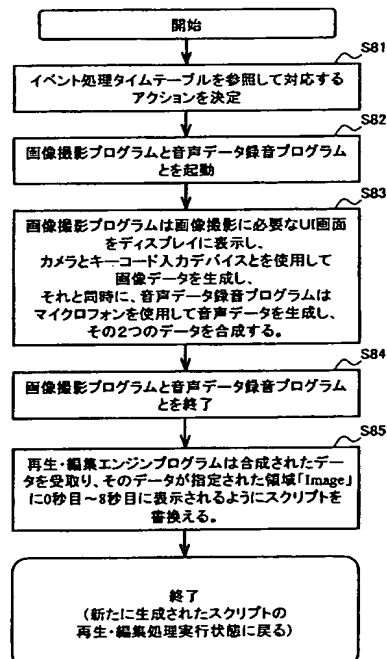 開始
S81
イベント処理タイムテーブルを参照して対応する
アクションを決定
S82
画像撮影プログラムと音声データ録音プログラム
とを起動
S83
画像撮影プログラムは画像撮影に必要なUI画面
をディスプレイに表示し、
カメラとキーコード入力デバイスとを使用して
画像データを生成し、
それと同時に、音声データ録音プログラムは
マイクロフォンを使用して音声データを生成し、
その2つのデータを合成する。
S84
画像撮影プログラムと音声データ録音プログラム
とを終了
S85
再生・編集エンジンプログラムは合成されたデー
タを受取り、そのデータが指定された領域「Image」
に0秒目～8秒目に表示されるようにスクリプトを
書換える。
終了
(新たに生成されたスクリプトの
再生・編集処理実行状態に戻る)